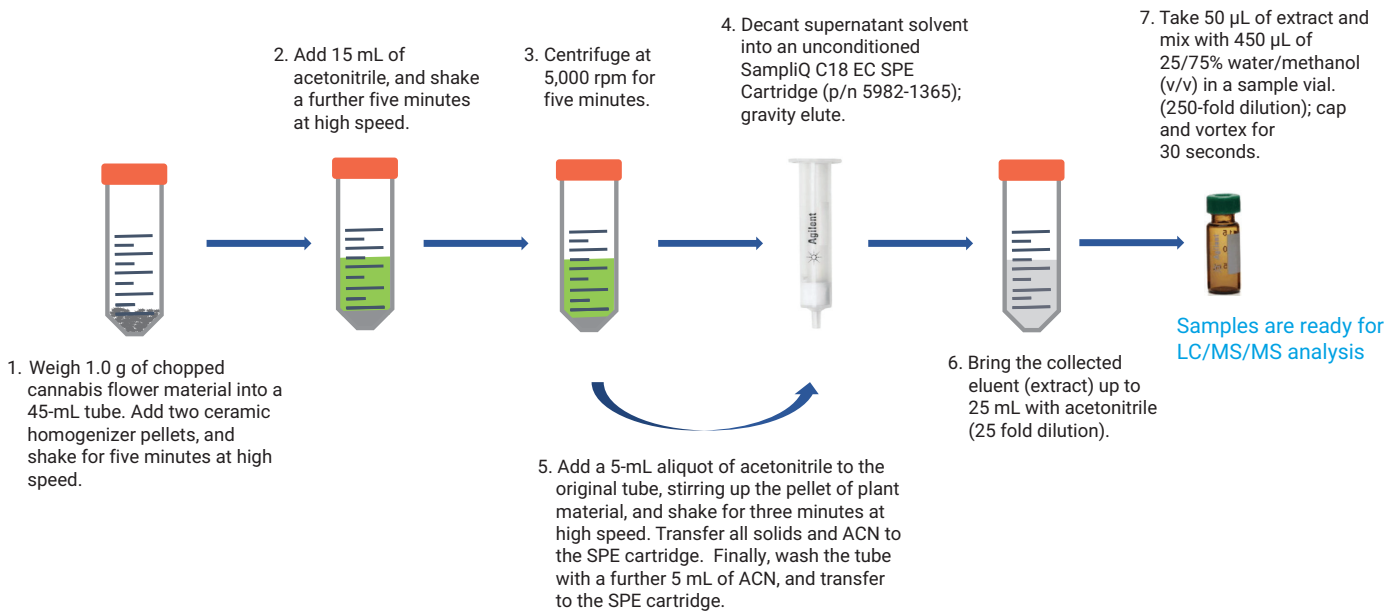 1. Weigh 1.0 g of chopped
cannabis flower material into a
45-mL tube. Add two ceramic
homogenizer pellets, and
shake for five minutes at high
speed.
2. Add 15 mL of
acetonitrile, and shake
a further five minutes
at high speed.
3. Centrifuge at
5,000 rpm for
five minutes.
4. Decant supernatant solvent
into an unconditioned
SampliQ C18 EC SPE
Cartridge (p/n 5982-1365);
gravity elute.
Agilent
5. Add a 5-mL aliquot of acetonitrile to the
original tube, stirring up the pellet of plant
material, and shake for three minutes at
high speed. Transfer all solids and ACN to
the SPE cartridge. Finally, wash the tube
with a further 5 mL of ACN, and transfer
to the SPE cartridge.
6. Bring the collected
eluent (extract) up to
25 mL with acetonitrile
(25 fold dilution).
7. Take 50 µL of extract and
mix with 450 µL of
25/75% water/methanol
(v/v) in a sample vial.
(250-fold dilution); cap
and vortex for
30 seconds.
Samples are ready for
LC/MS/MS analysis